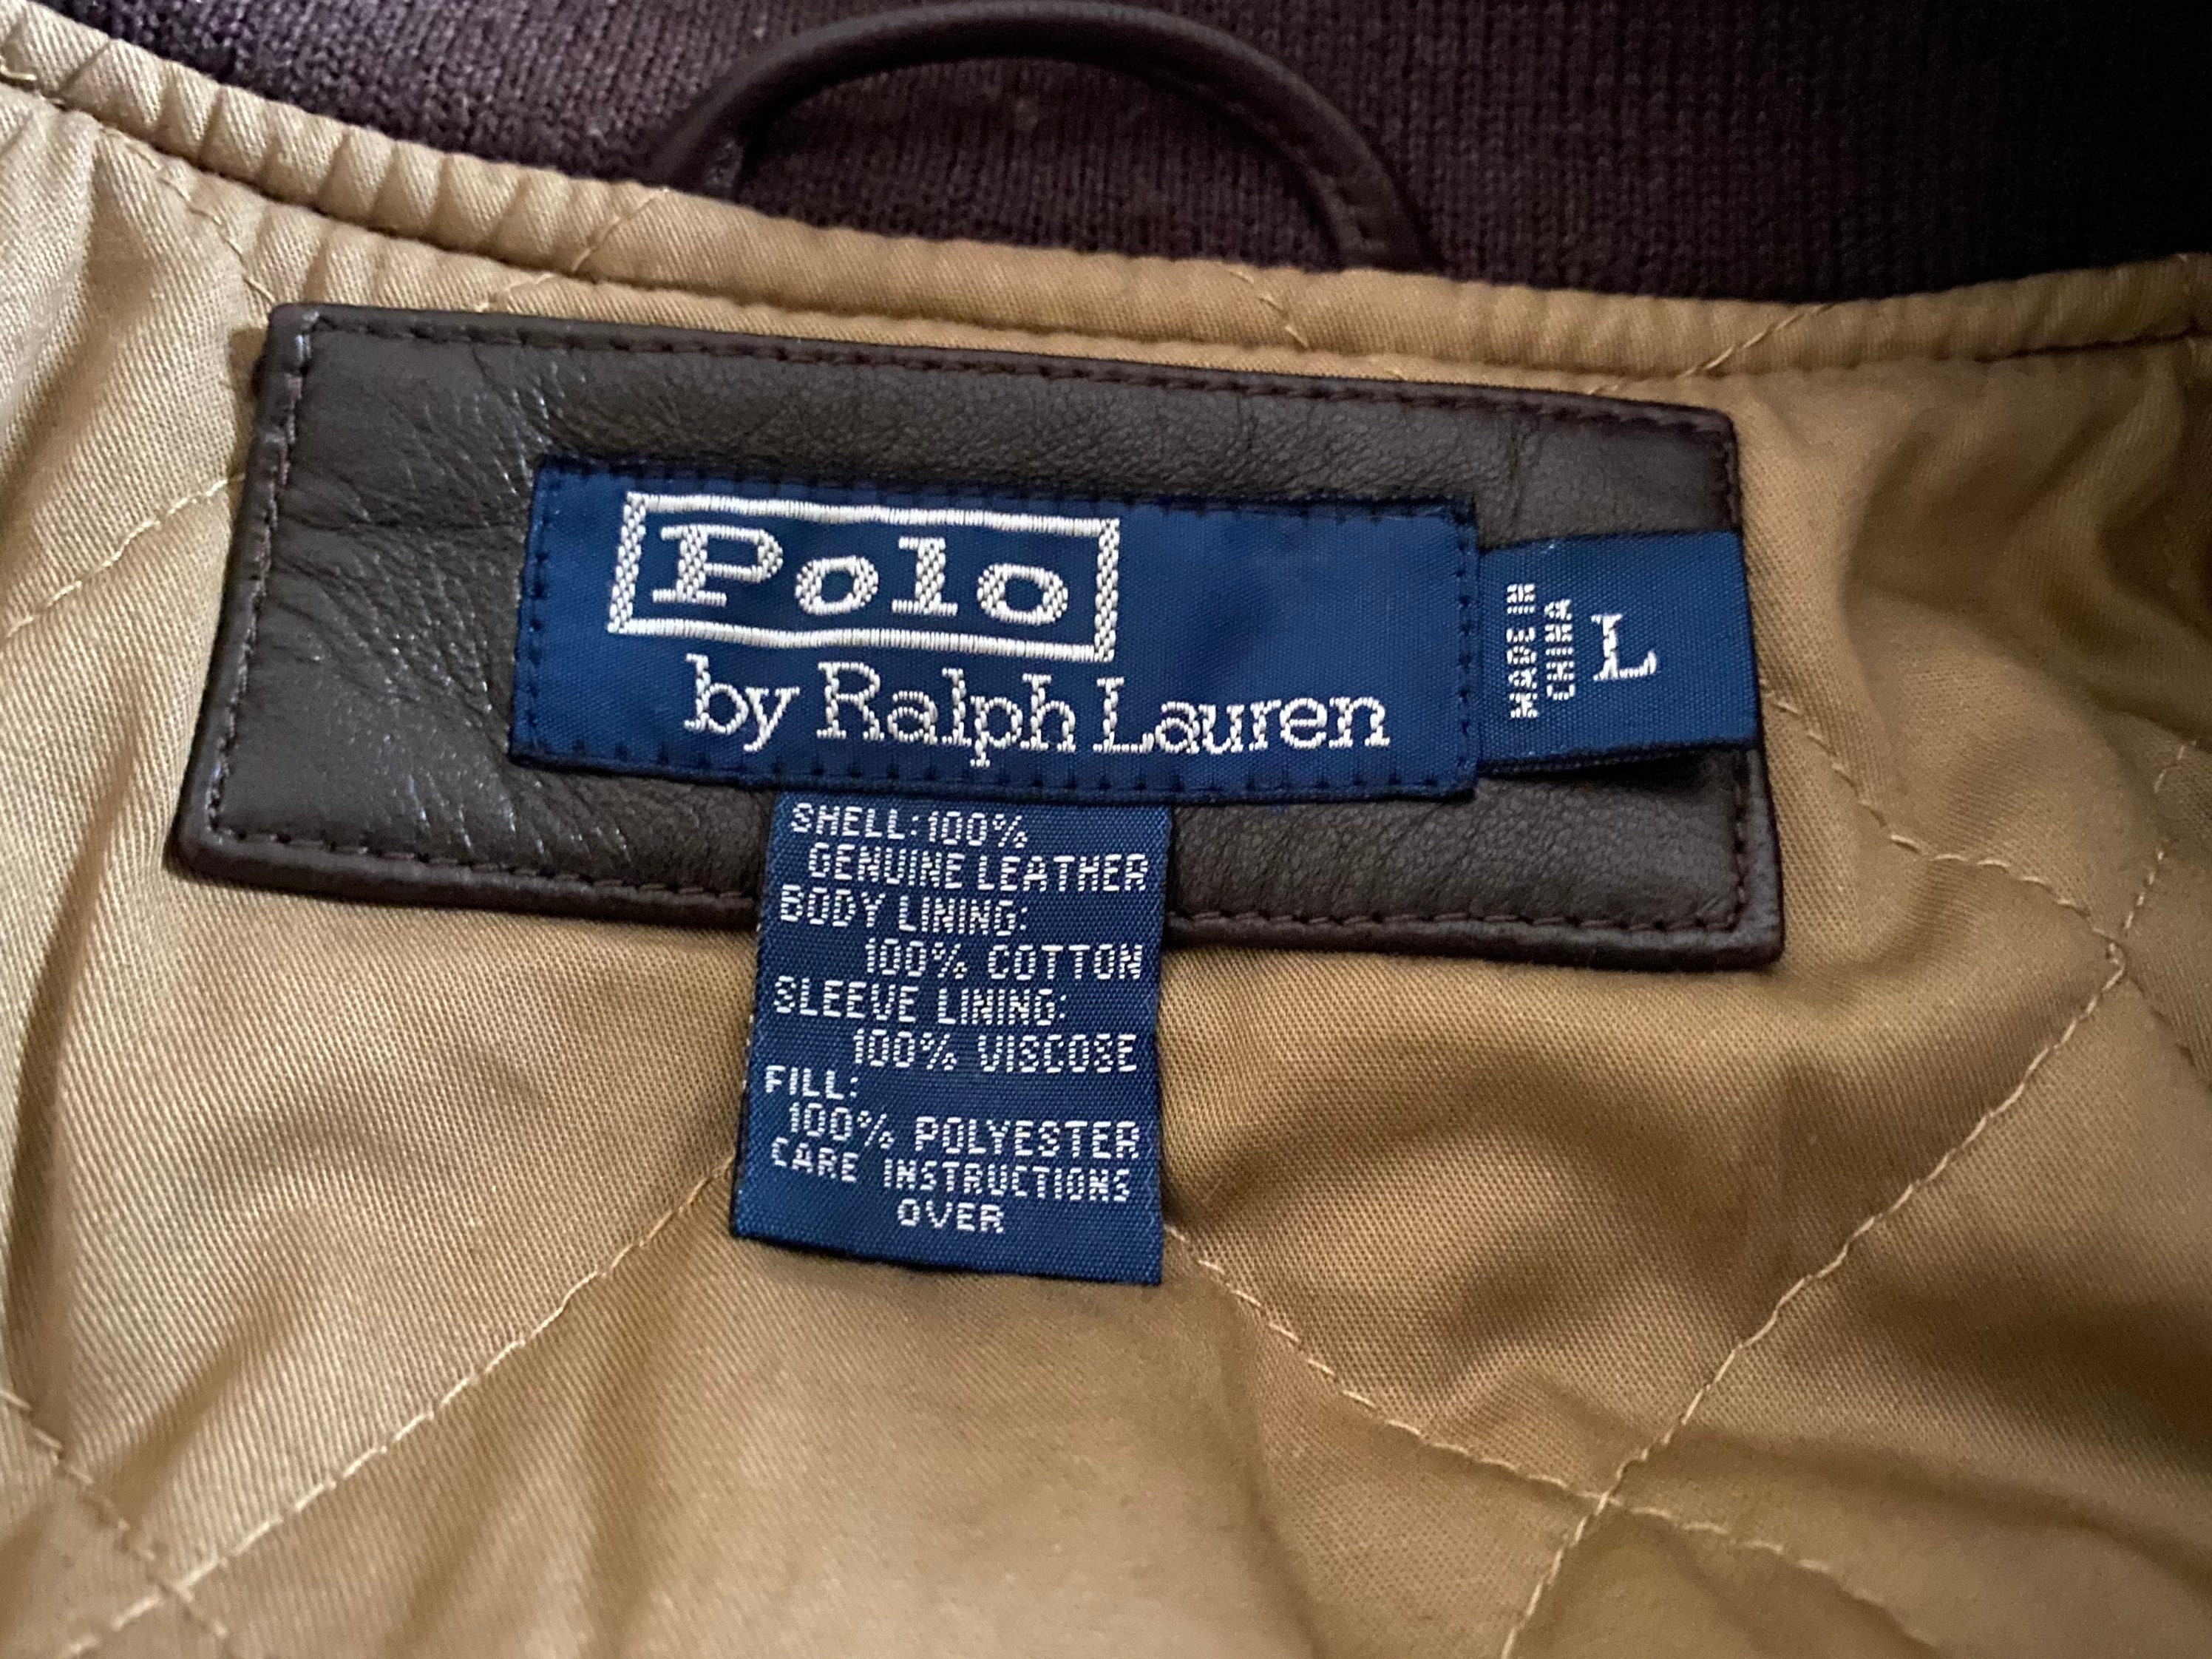 Polo
by Ralph Lauren
MADE IN
CHINA
L
SHELL: 100%
GENUINE LEATHER
BODY LINING:
100% COTTON
SLEEVE LINING:
100% VISCOSE
FILL:
100% POLYESTER
CARE INSTRUCTIONS
OVER